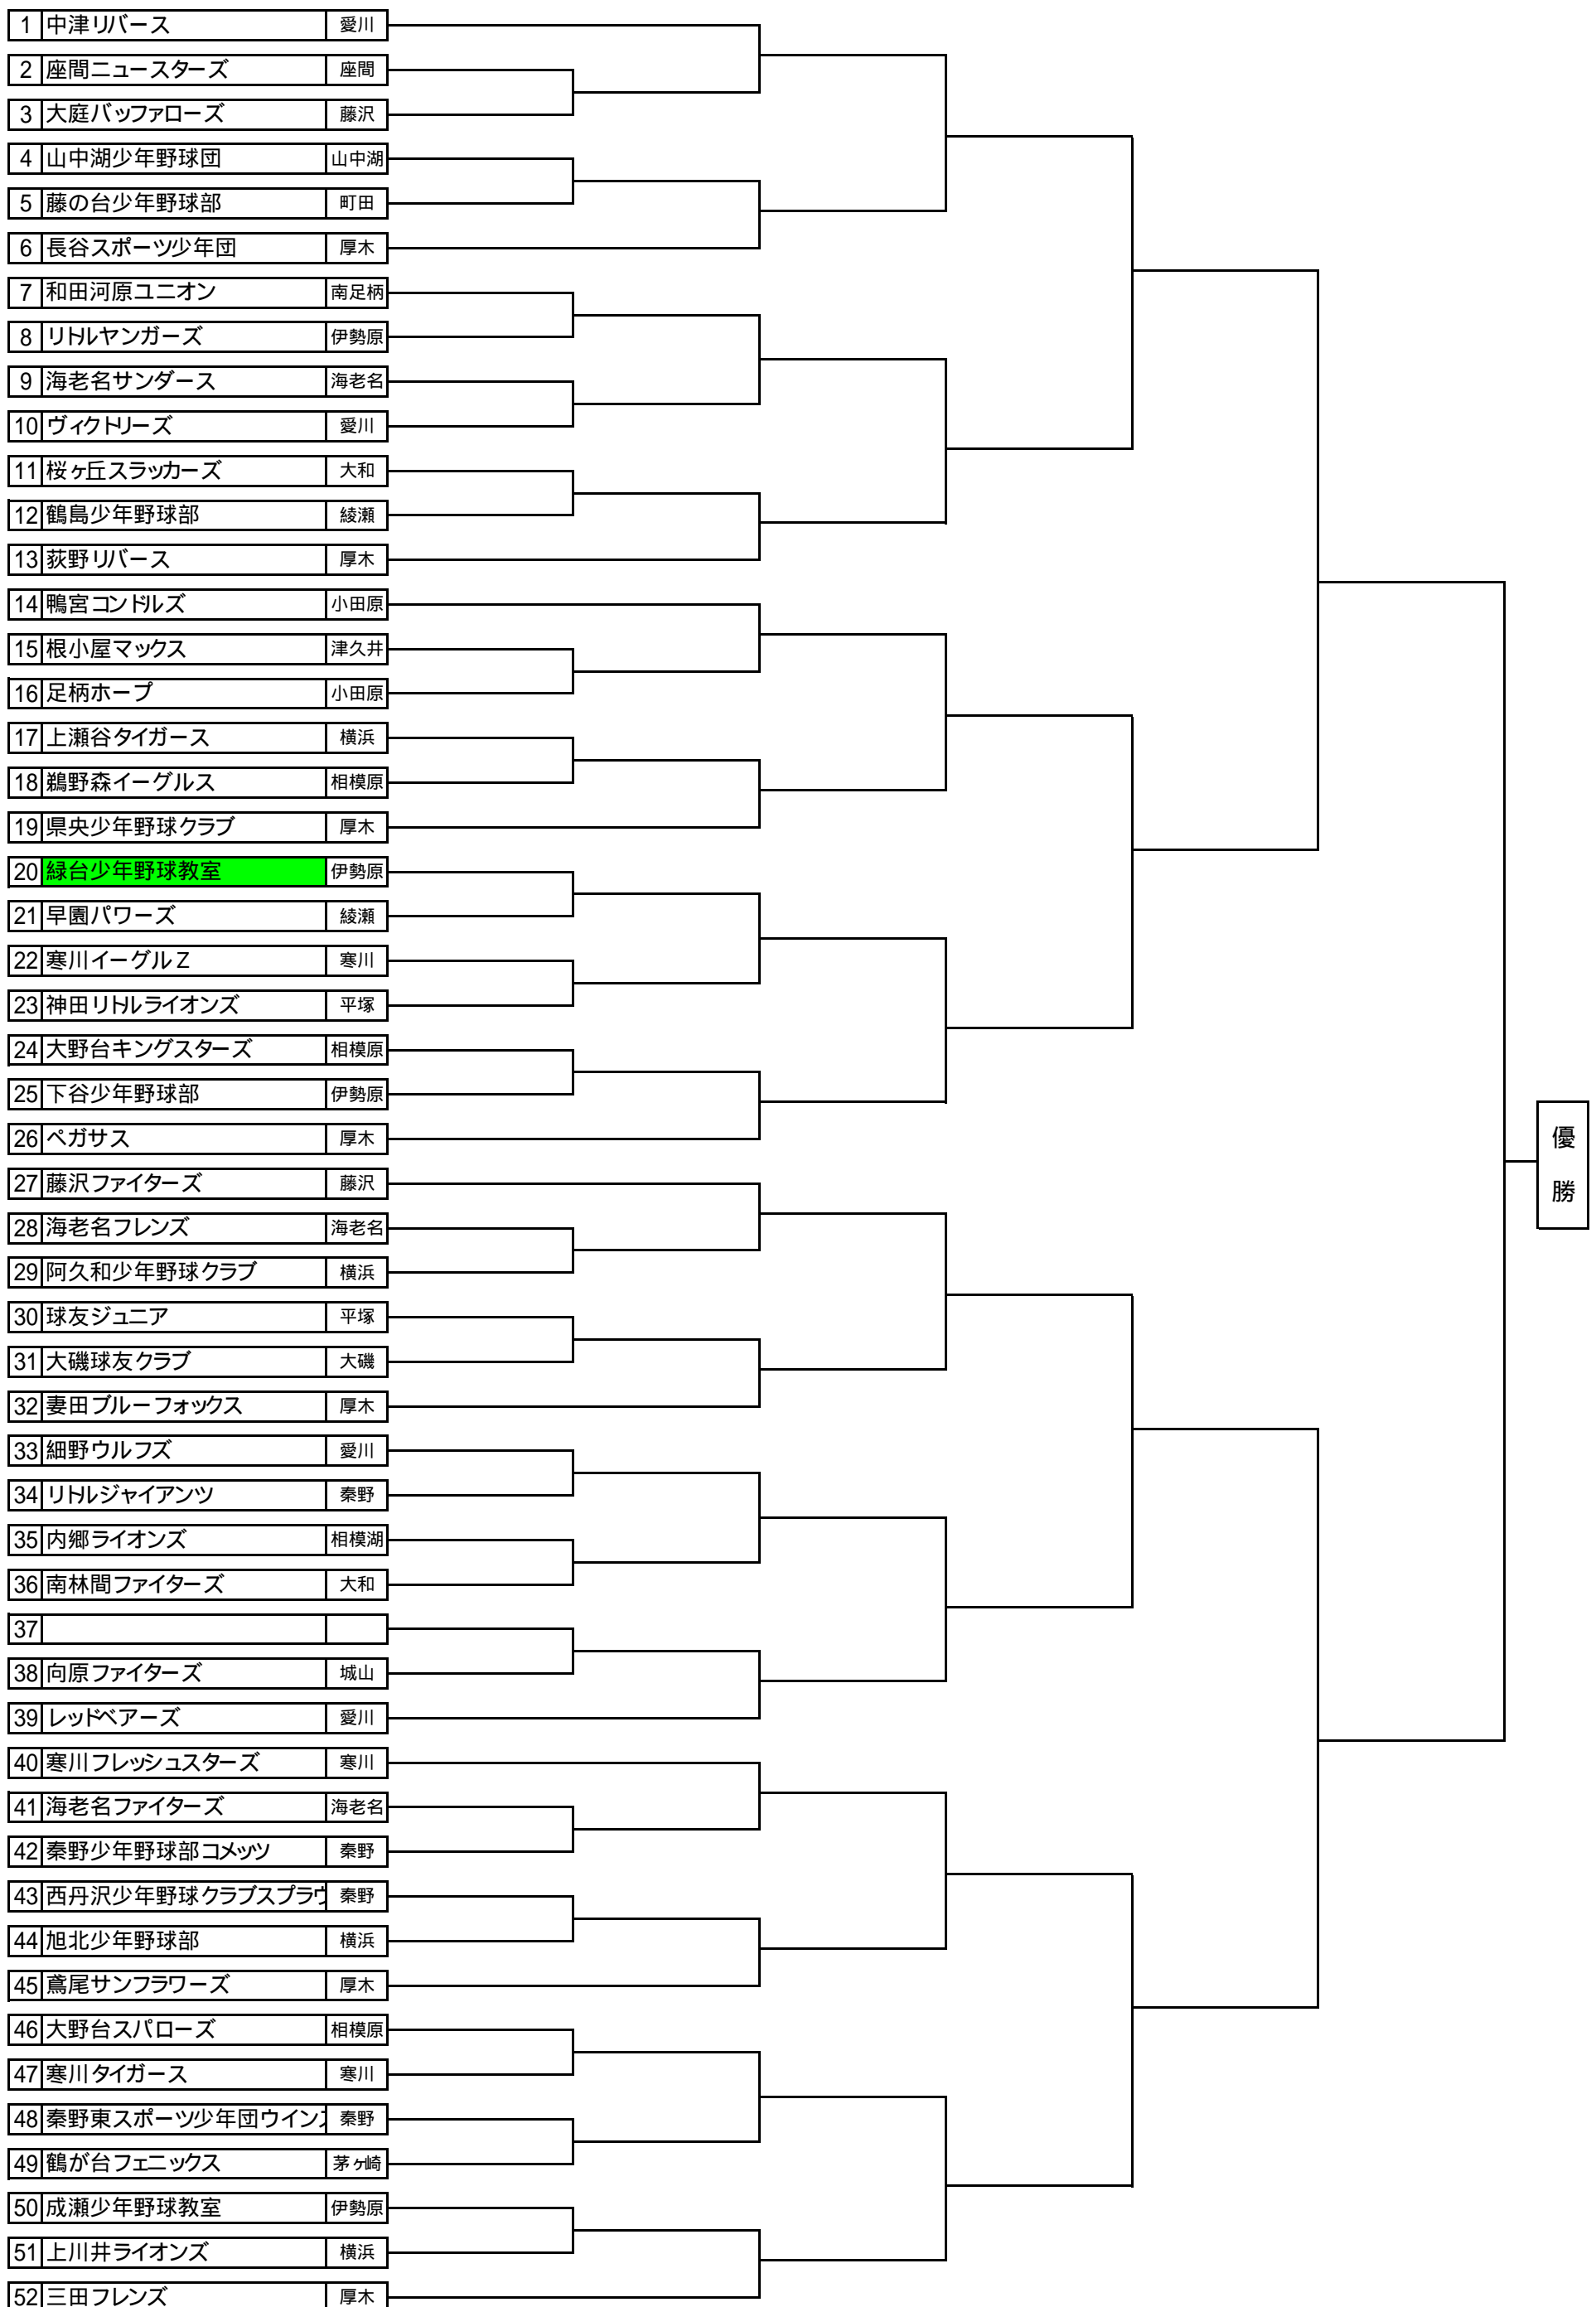 1 中津リバース 愛川
2 座間ニュースターズ 座間
3 大庭バッファローズ 藤沢
4 山中湖少年野球団 山中湖
5 藤の台少年野球部 町田
6 長谷スポーツ少年団 厚木
7 和田河原ユニオン 南足柄
8 リトルヤンガーズ 伊勢原
9 海老名サンダース 海老名
10 ヴィクトリーズ 愛川
11 桜ヶ丘スラッカーズ 大和
12 鶴島少年野球部 綾瀬
13 荻野リバース 厚木
14 鴨宮コンドルズ 小田原
15 根小屋マックス 津久井
16 足柄ホープ 小田原
17 上瀬谷タイガース 横浜
18 鵜野森イーグルス 相模原
19 県央少年野球クラブ 厚木
20 緑台少年野球教室 伊勢原
21 早園パワーズ 綾瀬
22 寒川イーグルZ 寒川
23 神田リトルライオンズ 平塚
24 大野台キングスターズ 相模原
25 下谷少年野球部 伊勢原
26 ペガサス 厚木
27 藤沢ファイターズ 藤沢
28 海老名フレンズ 海老名
29 阿久和少年野球クラブ 横浜
30 球友ジュニア 平塚
31 大磯球友クラブ 大磯
32 妻田ブルーフォックス 厚木
33 細野ウルフズ 愛川
34 リトルジャイアンツ 秦野
35 内郷ライオンズ 相模湖
36 南林間ファイターズ 大和
37
38 向原ファイターズ 城山
39 レッドベアーズ 愛川
40 寒川フレッシュスターズ 寒川
41 海老名ファイターズ 海老名
42 秦野少年野球部コメッツ 秦野
43 西丹沢少年野球クラブスプラウ 秦野
44 旭北少年野球部 横浜
45 鳶尾サンフラワーズ 厚木
46 大野台スパローズ 相模原
47 寒川タイガース 寒川
48 秦野東スポーツ少年団ウインズ 秦野
49 鶴が台フェニックス 茅ヶ崎
50 成瀬少年野球教室 伊勢原
51 上川井ライオンズ 横浜
52 三田フレンズ 厚木
優勝